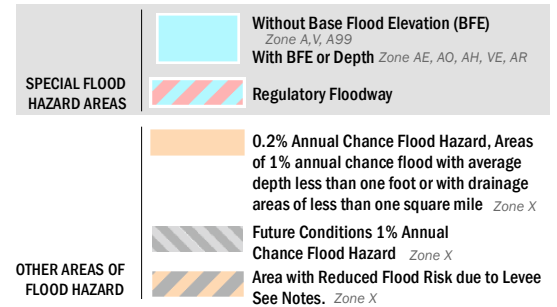 Without Base Flood Elevation (BFE)
Zone A,V, A99
With BFE or Depth Zone AE, AO, AH, VE, AR
SPECIAL FLOOD
HAZARD AREAS
Regulatory Floodway
0.2% Annual Chance Flood Hazard, Areas
of 1% annual chance flood with average
depth less than one foot or with drainage
areas of less than one square mile Zone X
Future Conditions 1% Annual
Chance Flood Hazard Zone X
OTHER AREAS OF
FLOOD HAZARD
Area with Reduced Flood Risk due to Levee
See Notes. Zone X